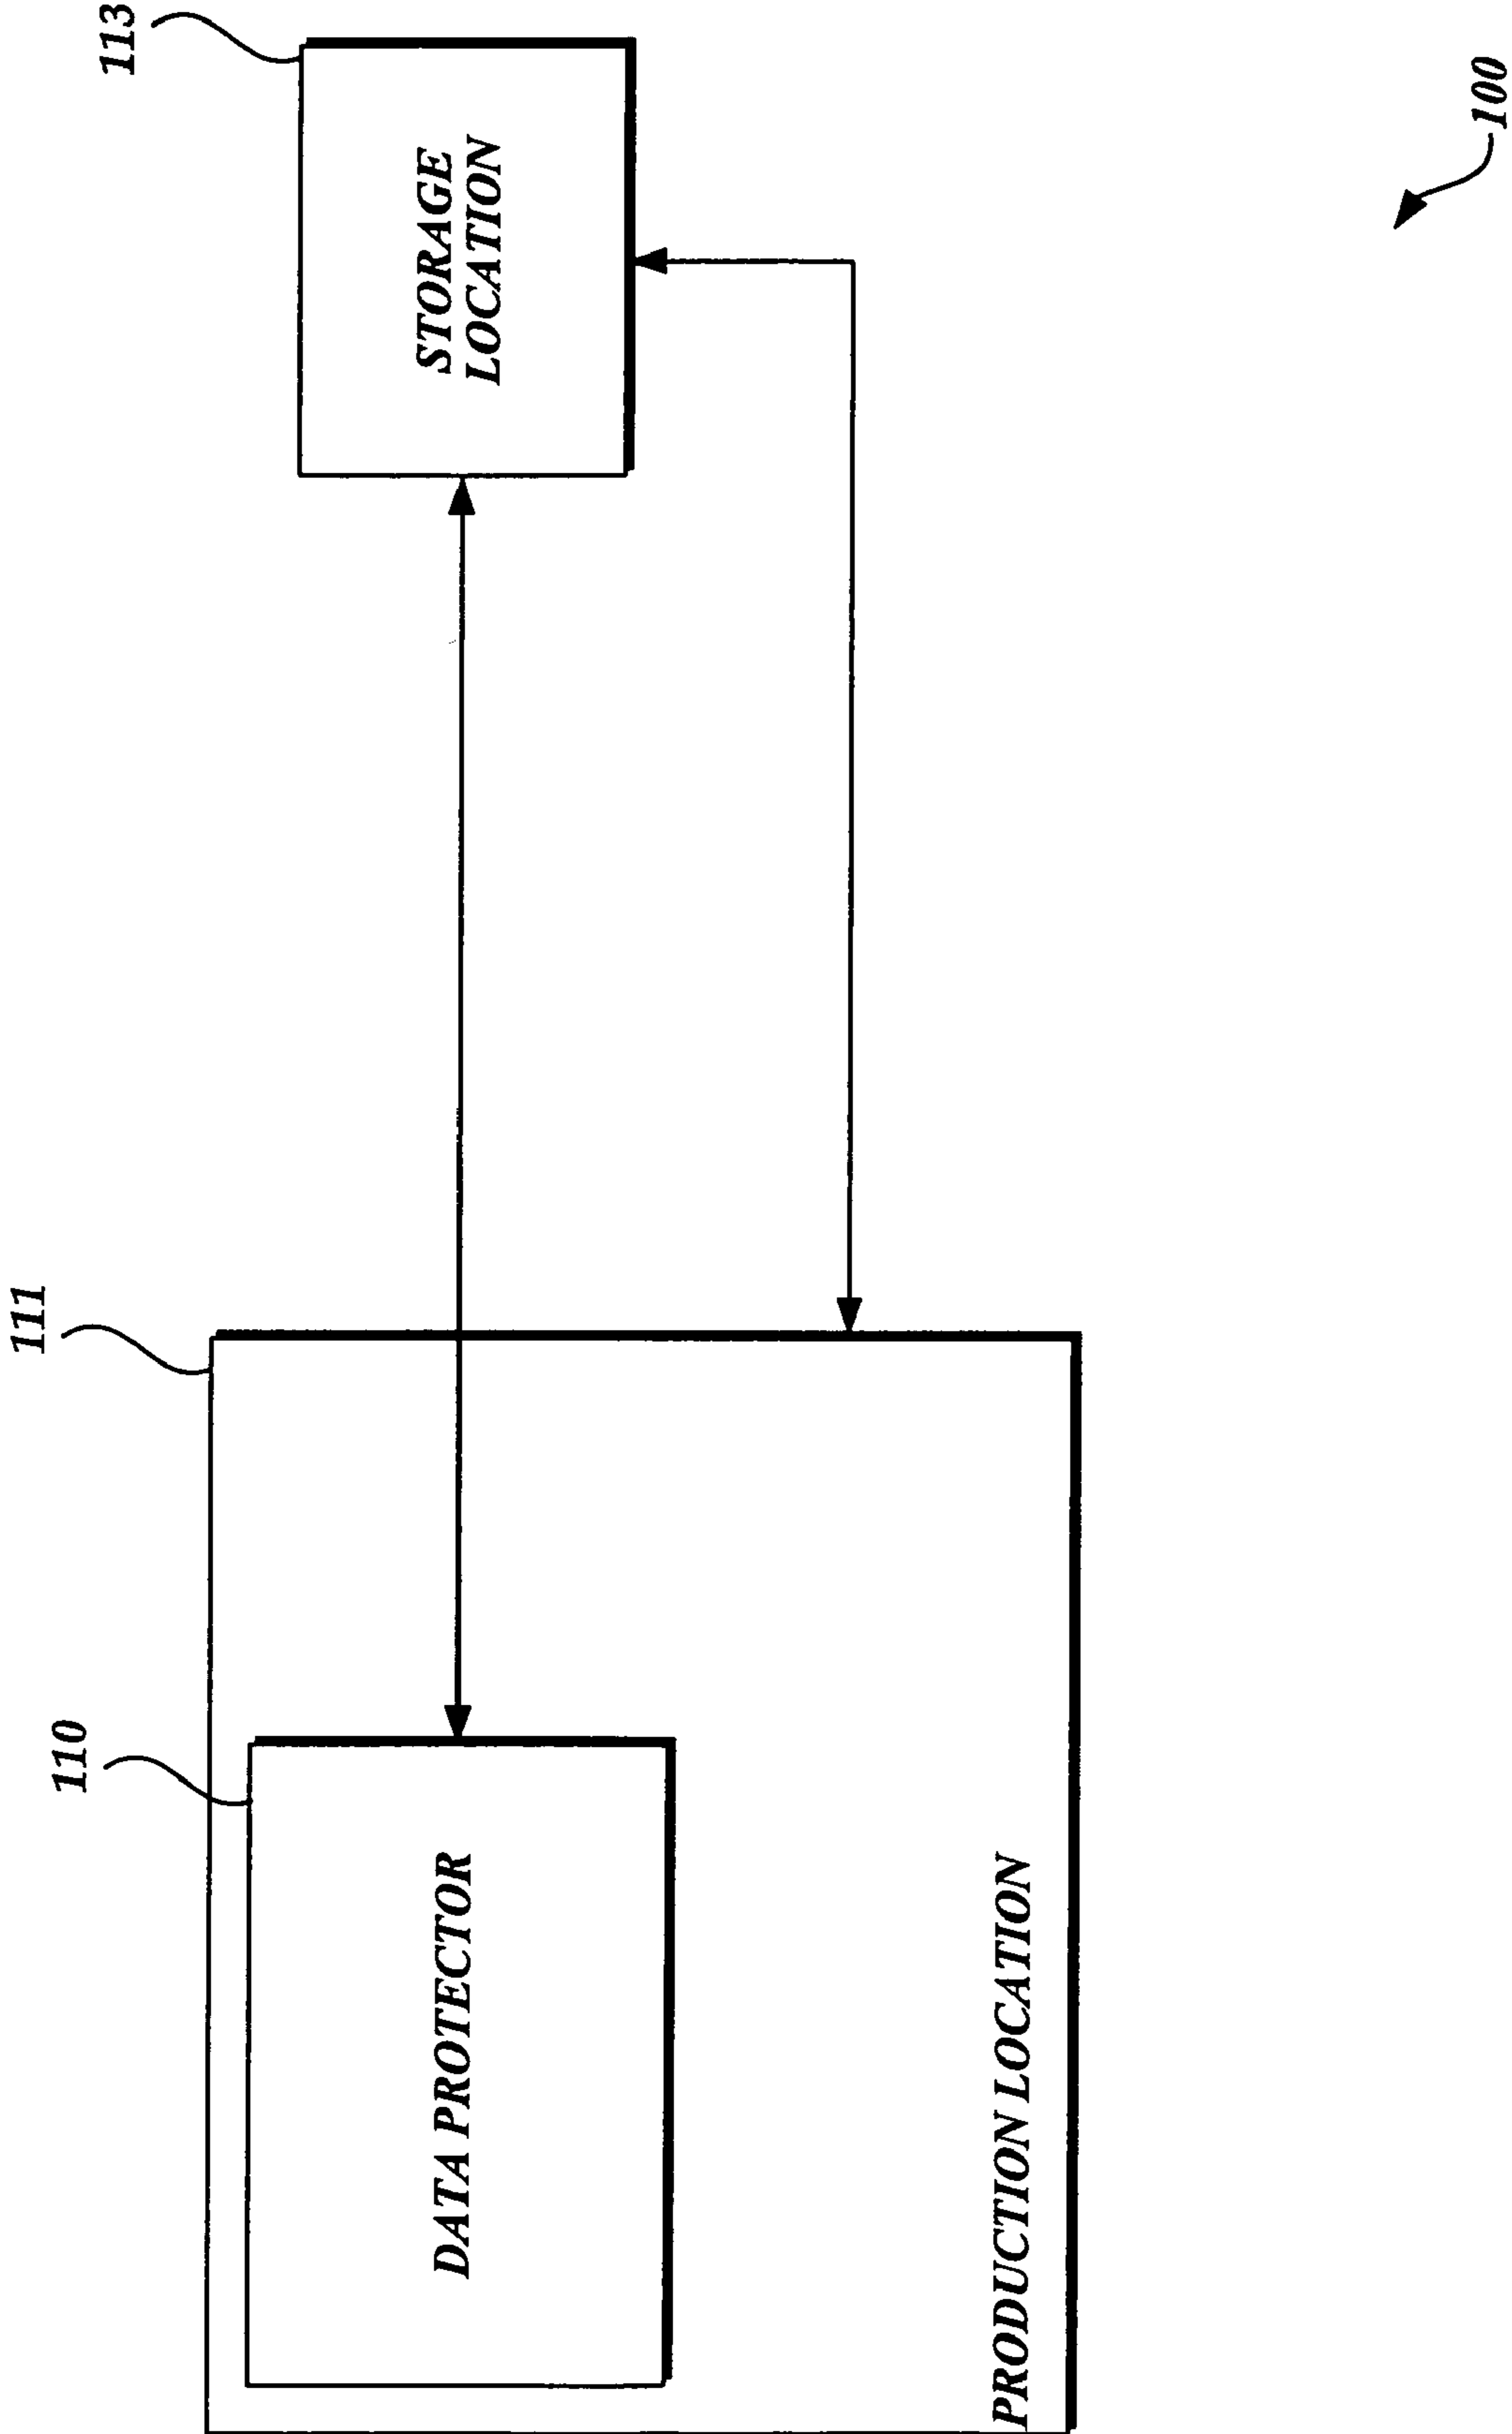 110
111
113
DATA PROTECTOR
STORAGE
LOCATION
PRODUCTION LOCATION
100